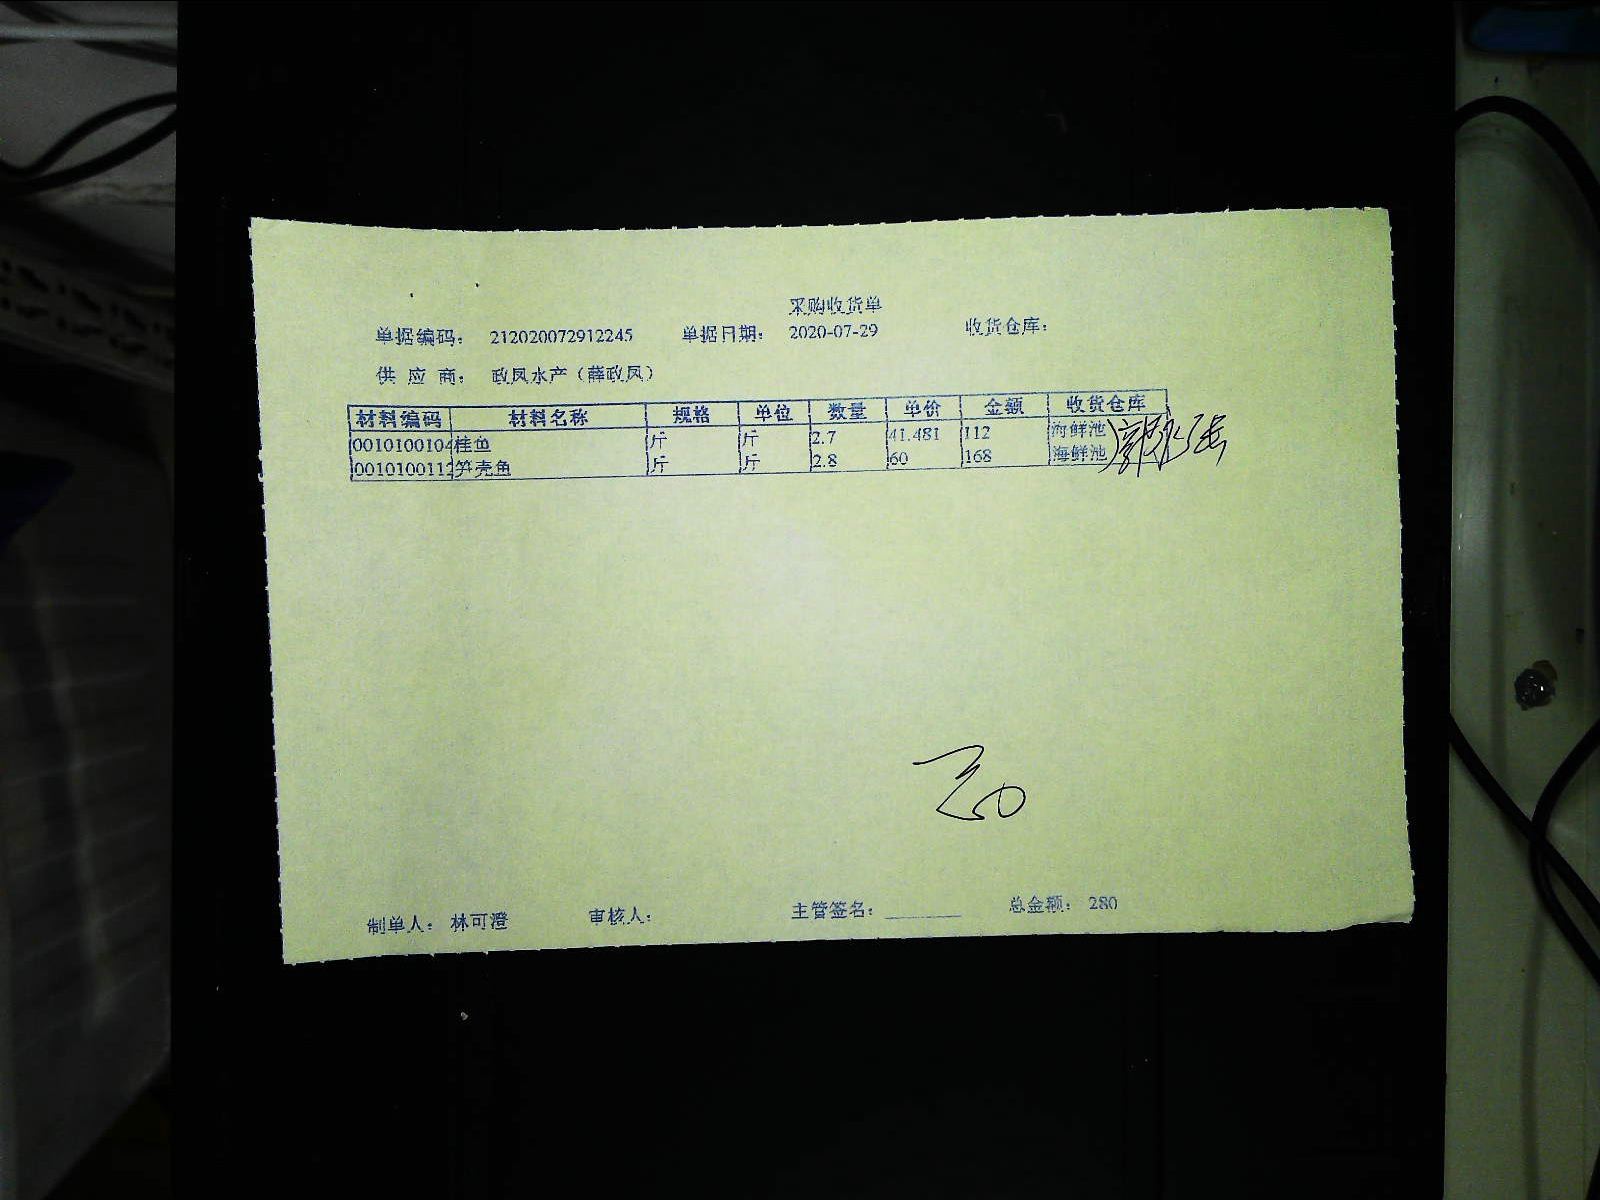 采购收货单
单据编码： 212020072912245 单据日期： 2020-07-29 收货仓库：
供 应 商： 政凤水产（薛政凤）
材料编码 材料名称 规格 单位 数量 单价 金额 收货仓库
0010100104 桂鱼 斤 斤 2.7 41.481 112 海鲜池
0010100112 笋壳鱼 斤 斤 2.8 60 168 海鲜池
制单人： 林可澄 审核人： 主管签名： 总金额： 280